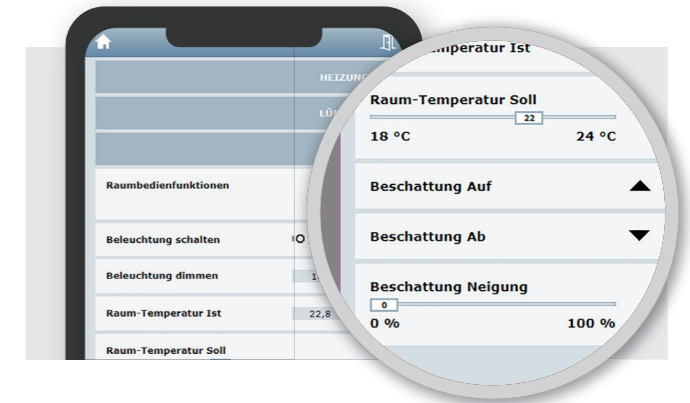 HEIZUNG
Raumbedienfunktionen
Beleuchtung schalten
Beleuchtung dimmen
Raum-Temperatur Ist
22,8
Raum-Temperatur Soll
Ist
Raum-Temperatur Soll
22
18 °C 24 °C
Beschattung Auf
Beschattung Ab
Beschattung Neigung
0
0 % 100 %